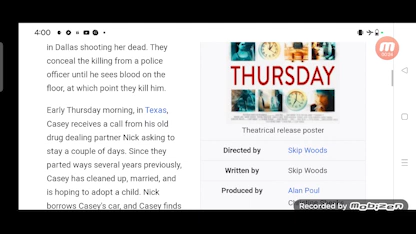 4:00
in Dallas shooting her dead. They
conceal the killing from a police
officer until he sees blood on the
floor, at which point they kill him.
Early Thursday morning, in Texas,
Casey receives a call from his old
drug dealing partner Nick asking to
stay a couple of days. Since they
parted ways several years previously,
Casey has cleaned up, married, and
is hoping to adopt a child. Nick
borrows Casey's car, and Casey finds
THURSDAY
Theatrical release poster
Directed by Skip Woods
Written by Skip Woods
Produced by Alan Poul
Recorded by Mobizen